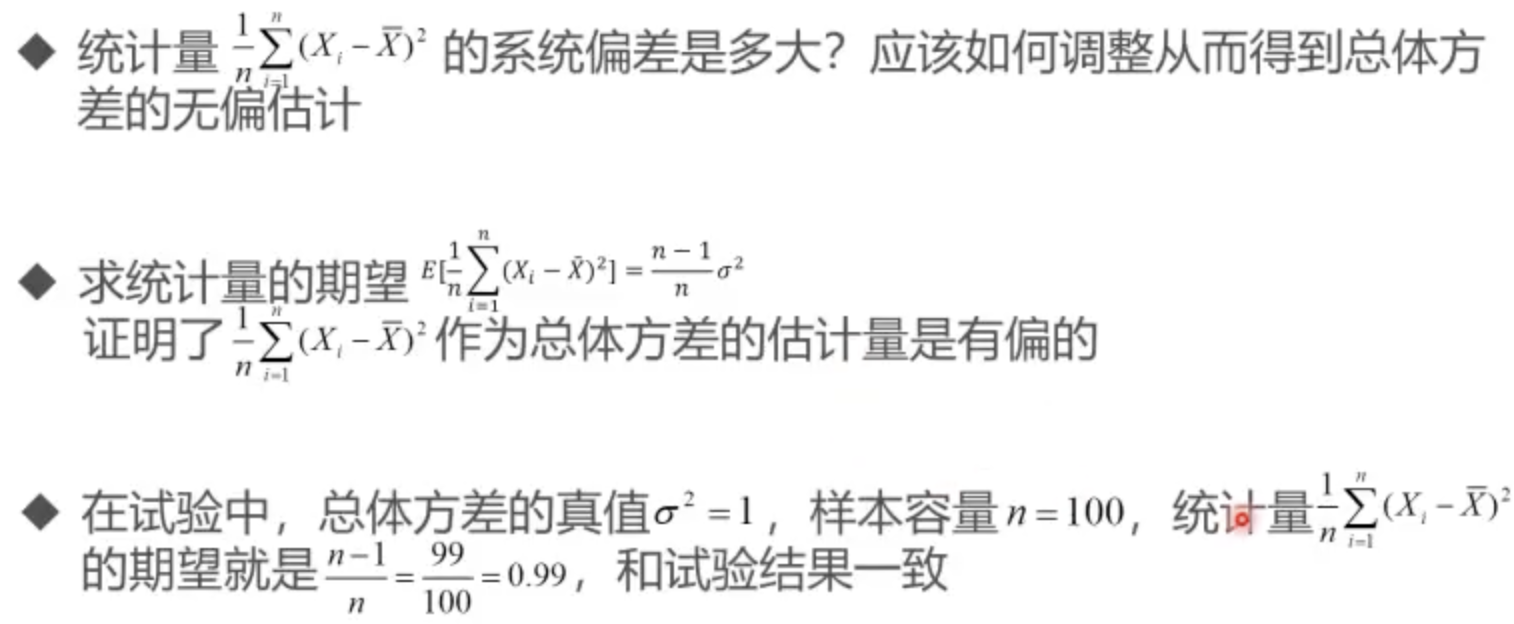 ◆ 统计量 $\frac{1}{n}\sum_{i=1}^{n}(X_i-\overline{X})^2$ 的系统偏差是多大？应该如何调整从而得到总体方
差的无偏估计
◆ 求统计量的期望 $E[\frac{1}{n}\sum_{i=1}^{n}(X_i-\bar{X})^2]=\frac{n-1}{n}\sigma^2$
证明了 $\frac{1}{n}\sum_{i=1}^{n}(X_i-\overline{X})^2$ 作为总体方差的估计量是有偏的
◆ 在试验中，总体方差的真值 $\sigma^2=1$，样本容量 $n=100$，统计量 $\frac{1}{n}\sum_{i=1}^{n}(X_i-\overline{X})^2$
的期望就是 $\frac{n-1}{n}=\frac{99}{100}=0.99$，和试验结果一致